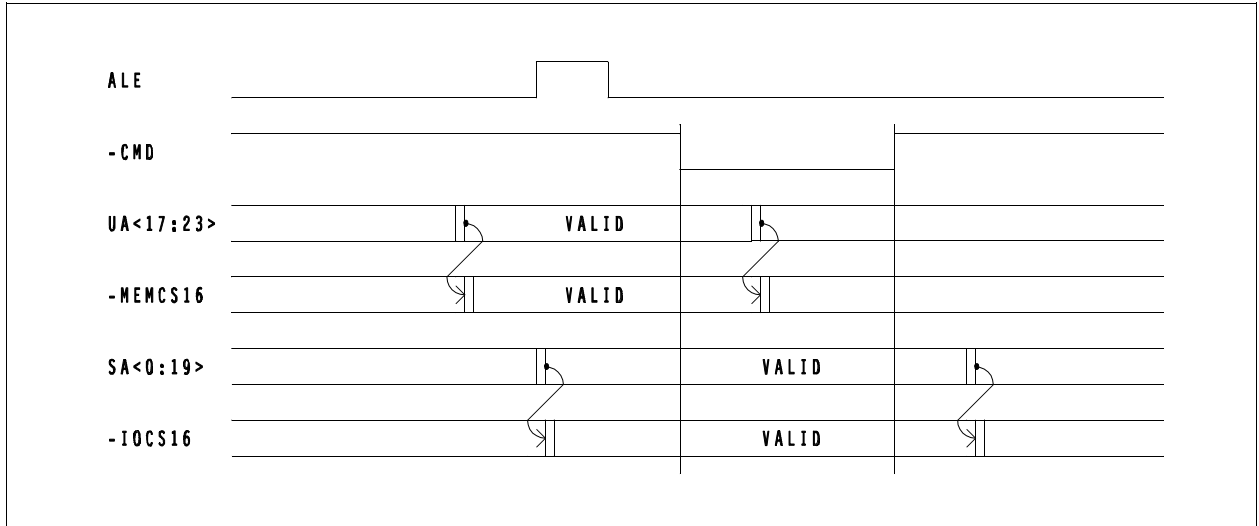 ALE
-CMD
UA<17:23> VALID
-MEMCS16 VALID
SA<0:19> VALID
-IOCS16 VALID